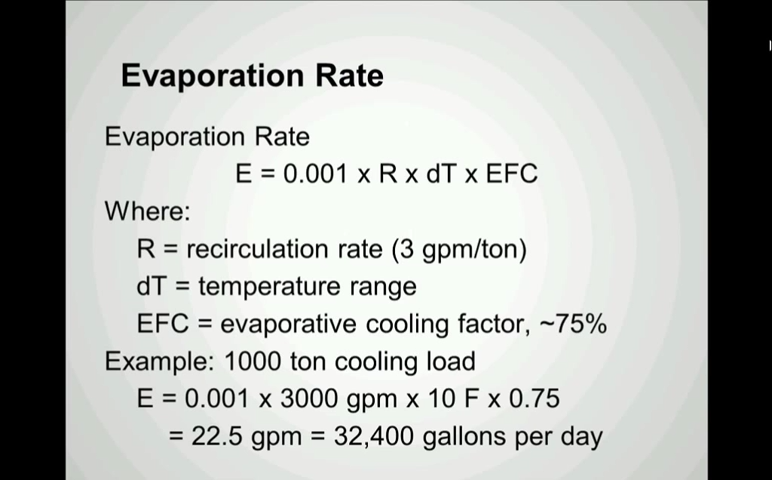 Evaporation Rate
Evaporation Rate
E = 0.001 x R x dT x EFC
Where:
R = recirculation rate (3 gpm/ton)
dT = temperature range
EFC = evaporative cooling factor, ~75%
Example: 1000 ton cooling load
E = 0.001 x 3000 gpm x 10 F x 0.75
= 22.5 gpm = 32,400 gallons per day